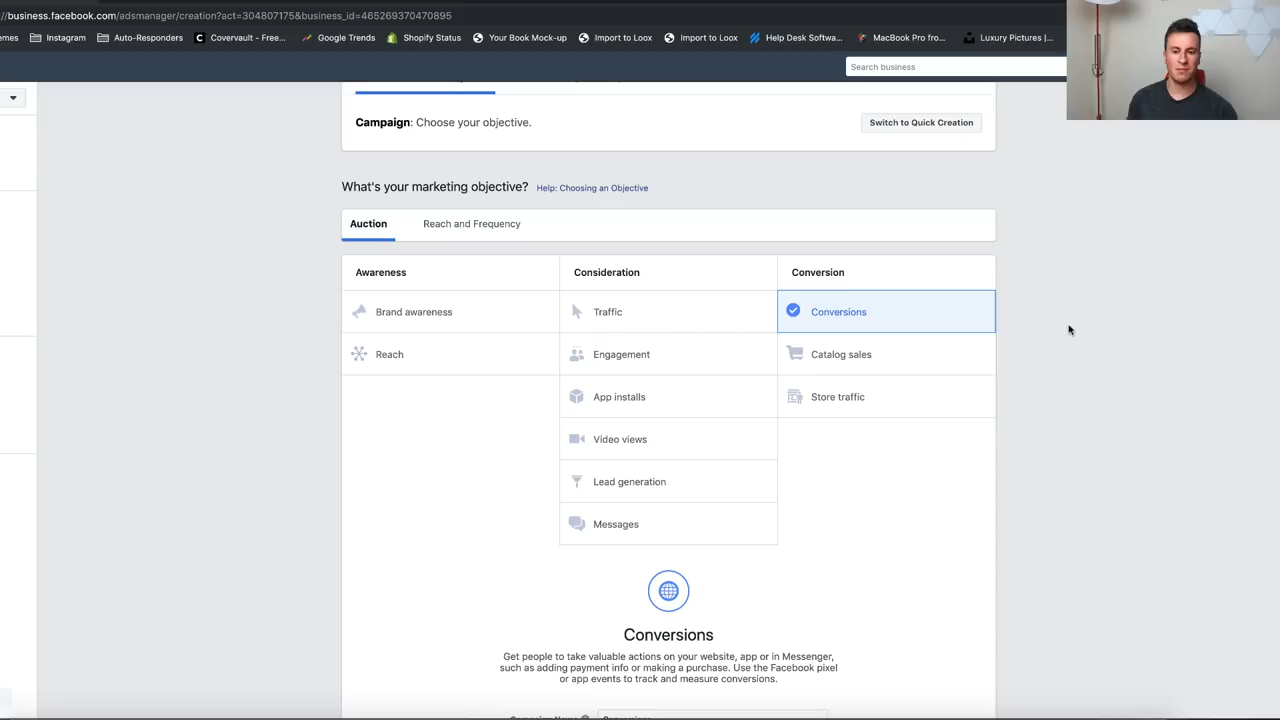 //business.facebook.com/adsmanager/creation?act=304807175&business_id=465269370470895
emes Instagram Auto-Responders Covervault - Free... Google Trends Shopify Status Your Book Mock-up Import to Loox Import to Loox Help Desk Softwa... MacBook Pro fro... Luxury Pictures |...
Search business
Campaign: Choose your objective.
Switch to Quick Creation
What's your marketing objective? Help: Choosing an Objective
Auction Reach and Frequency
Awareness Consideration Conversion
Brand awareness Traffic Conversions
Reach Engagement Catalog sales
App installs Store traffic
Video views
Lead generation
Messages
Conversions
Get people to take valuable actions on your website, app or in Messenger,
such as adding payment info or making a purchase. Use the Facebook pixel
or app events to track and measure conversions.
Campaign Name Conversions